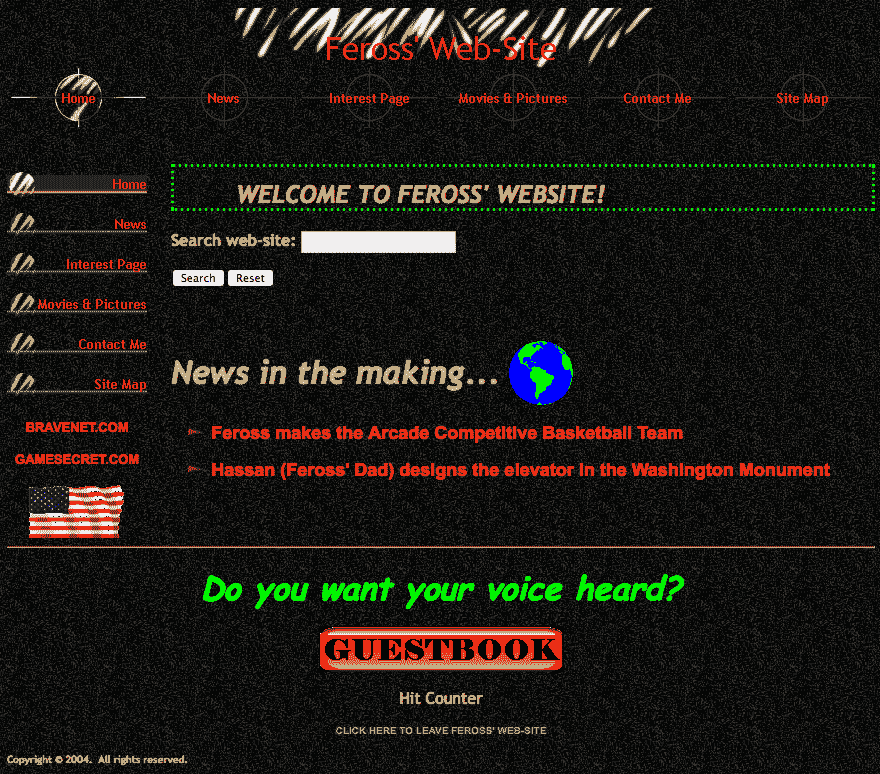 Feross' Web-Site
Home News Interest Page Movies & Pictures Contact Me Site Map
Home
News
Interest Page
Movies & Pictures
Contact Me
Site Map
BRAVENET.COM
GAMESECRET.COM
WELCOME TO FEROSS' WEBSITE!
Search web-site:
Search Reset
News in the making...
Feross makes the Arcade Competitive Basketball Team
Hassan (Feross' Dad) designs the elevator in the Washington Monument
Do you want your voice heard?
GUESTBOOK
Hit Counter
CLICK HERE TO LEAVE FEROSS' WEB-SITE
Copyright © 2004. All rights reserved.